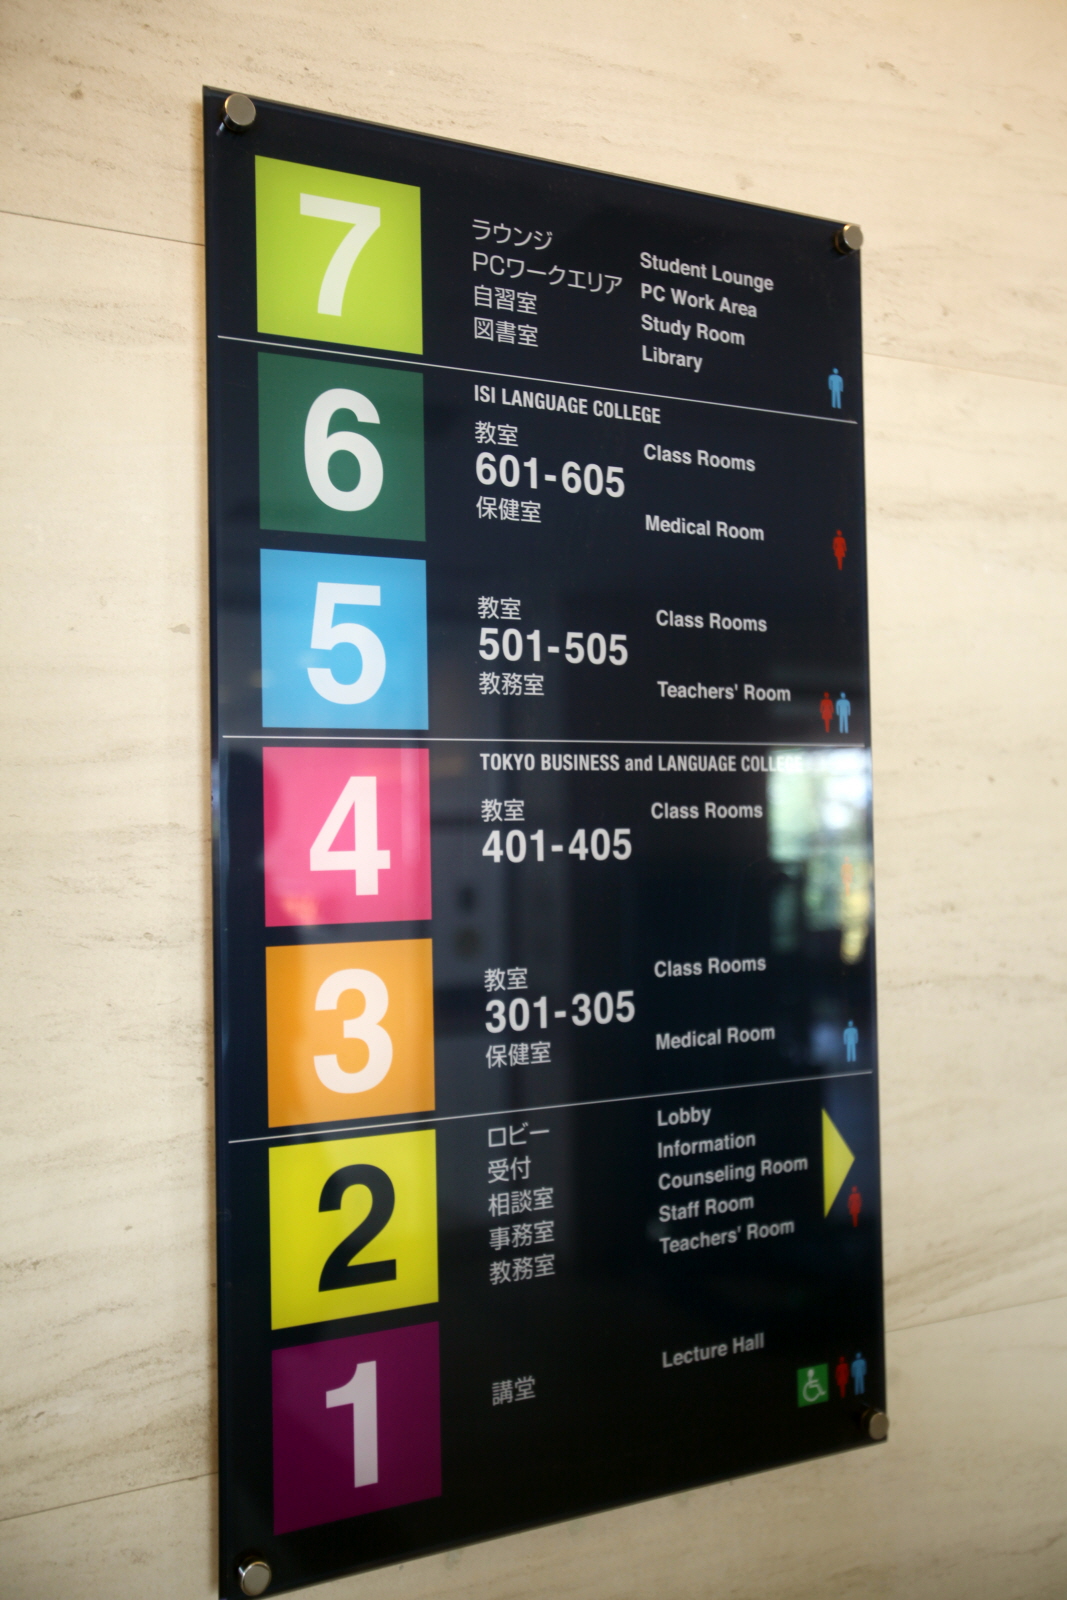 7
ラウンジ Student Lounge
PCワークエリア PC Work Area
自習室 Study Room
図書室 Library
6
ISI LANGUAGE COLLEGE
教室 Class Rooms
601-605
保健室 Medical Room
5
教室 Class Rooms
501-505
教務室 Teachers' Room
4
TOKYO BUSINESS and LANGUAGE COLLEGE
教室 Class Rooms
401-405
3
教室 Class Rooms
301-305
保健室 Medical Room
2
ロビー Lobby
受付 Information
相談室 Counseling Room
事務室 Staff Room
教務室 Teachers' Room
1
講堂 Lecture Hall